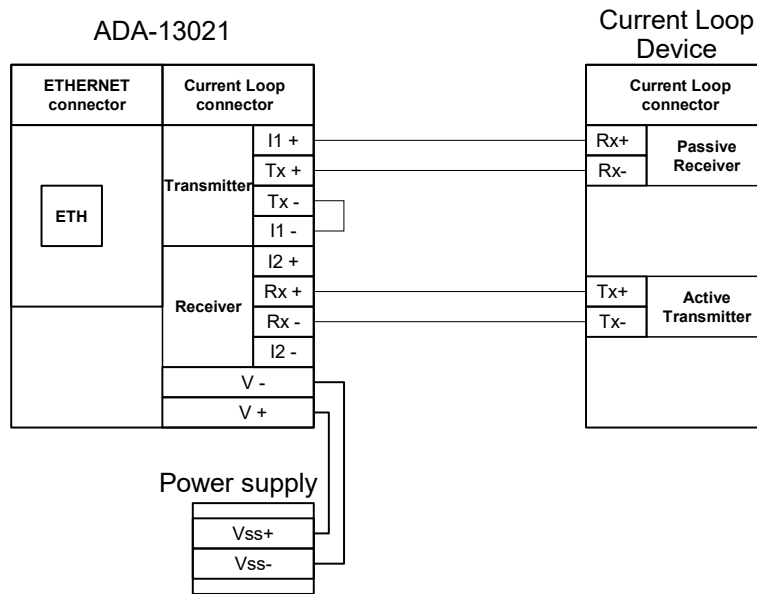 ADA-13021
Current Loop
Device
ETHERNET
connector
Current Loop
connector
Current Loop
connector
ETH
Transmitter
I1 +
Tx +
Tx -
I1 -
Receiver
I2 +
Rx +
Rx -
I2 -
V -
V +
Rx+
Rx-
Passive
Receiver
Tx+
Tx-
Active
Transmitter
Power supply
Vss+
Vss-